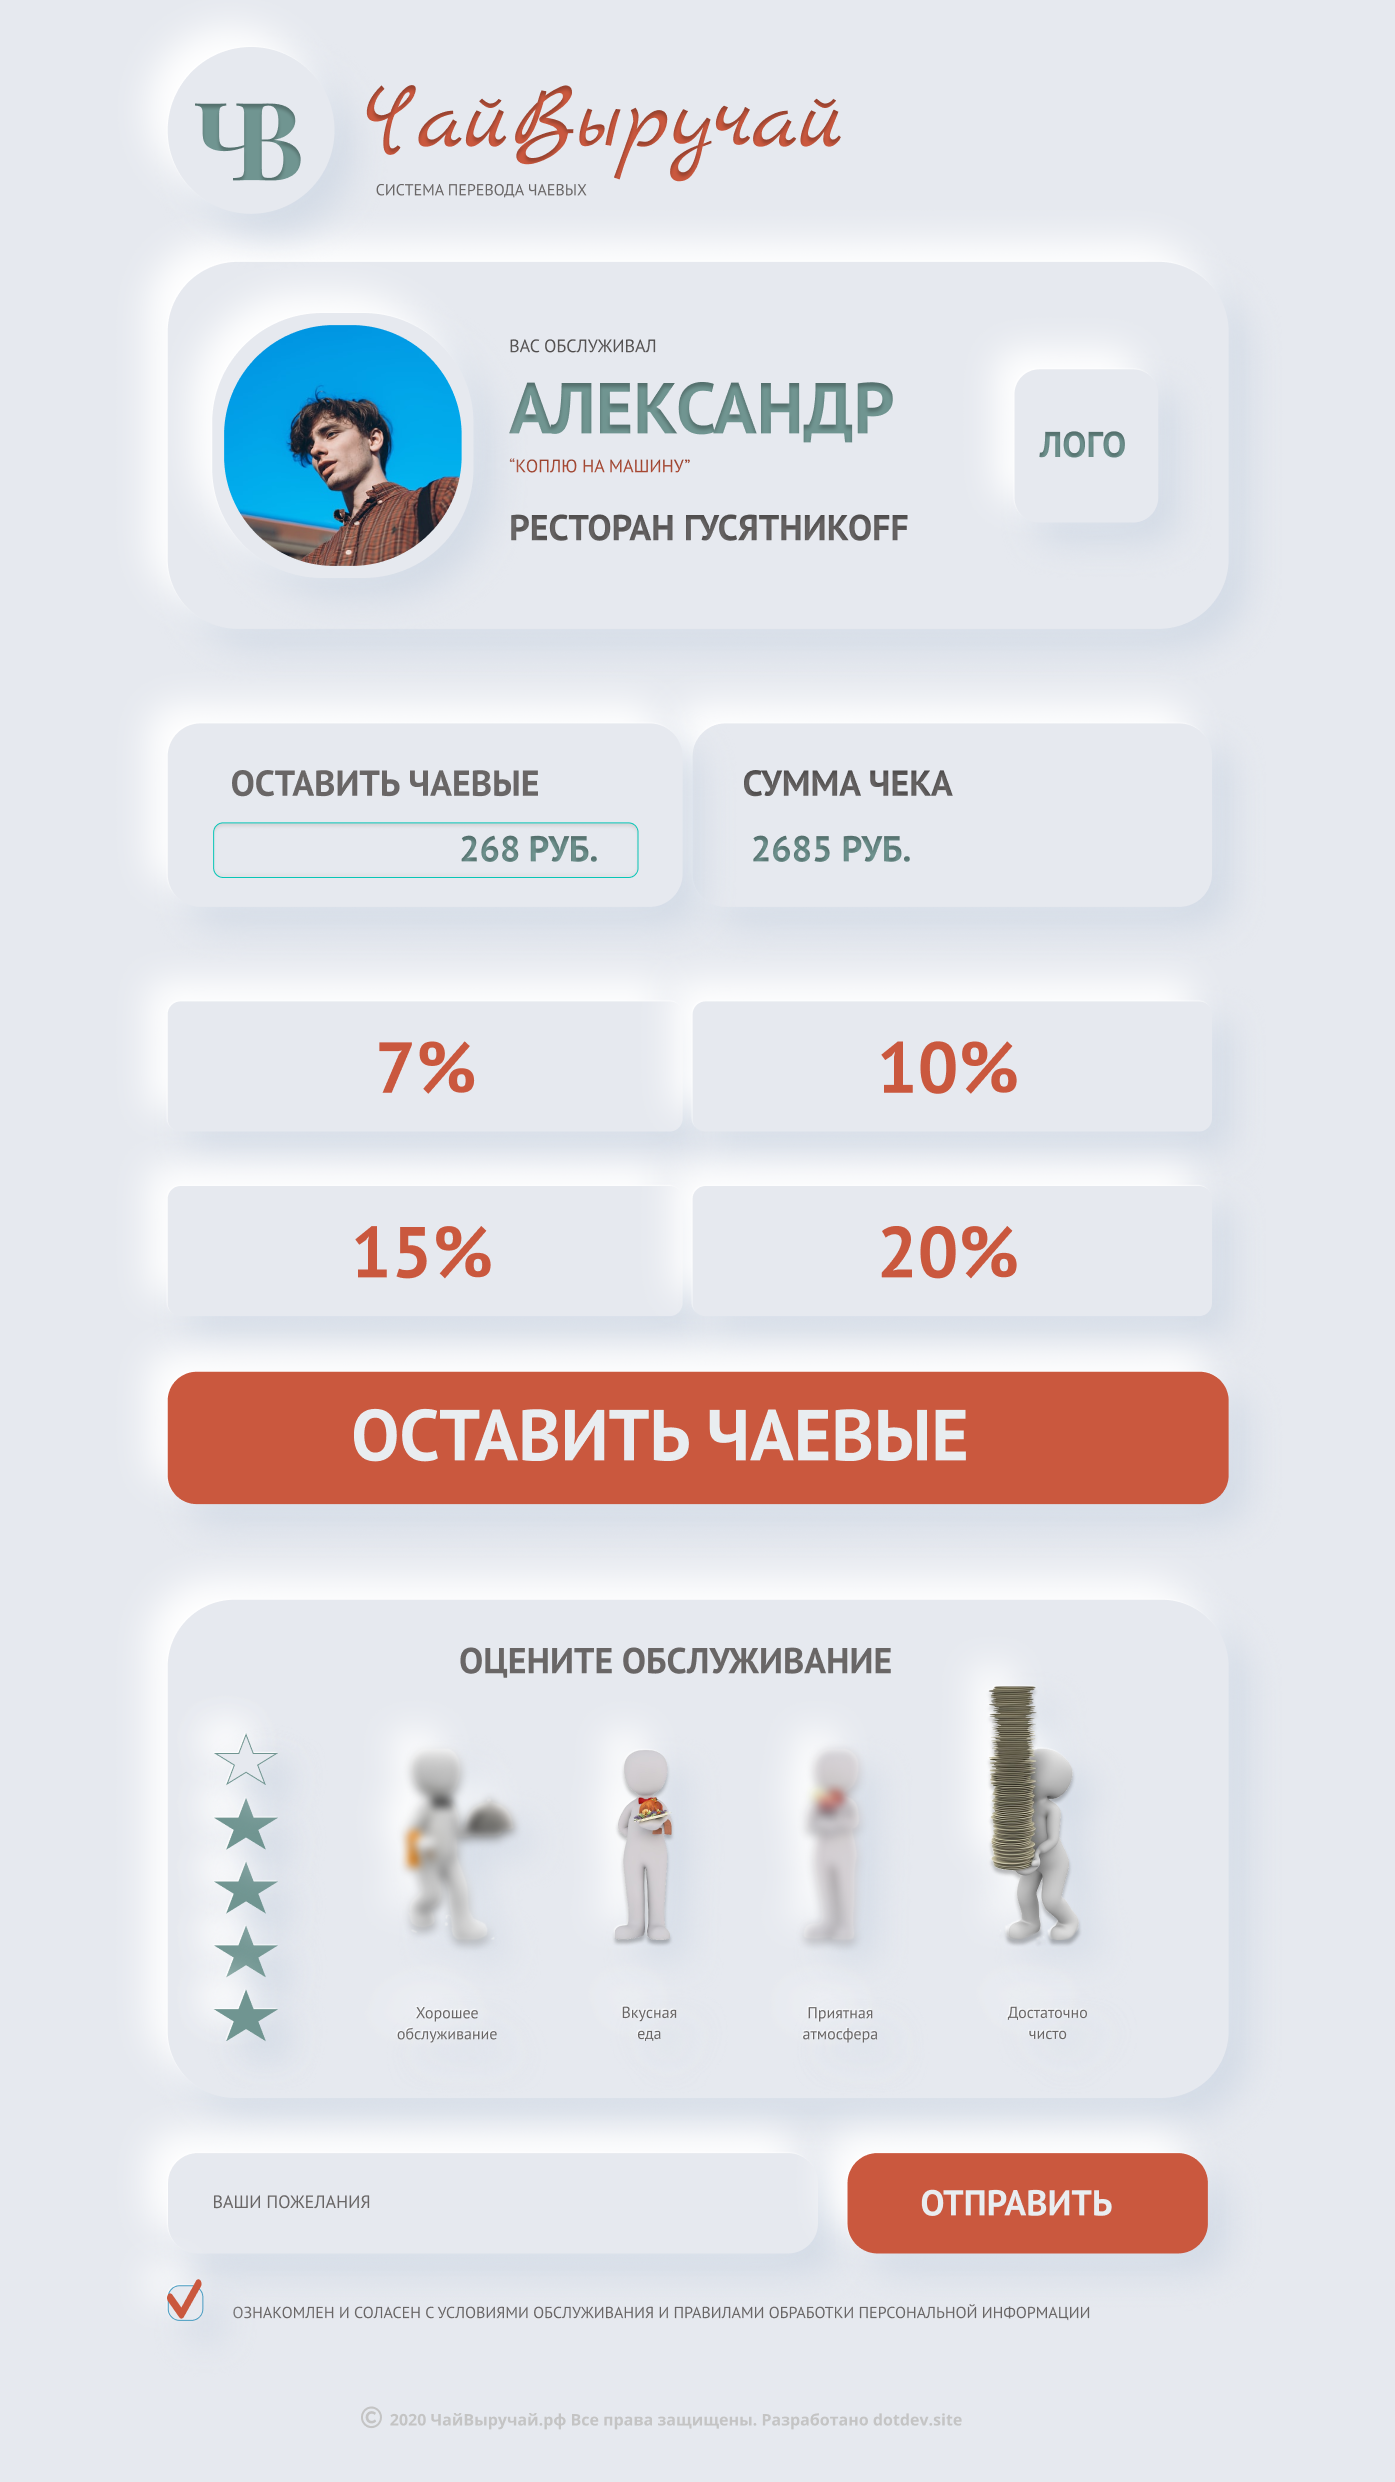 ЧВ
ЧайВыручай
СИСТЕМА ПЕРЕВОДА ЧАЕВЫХ
ВАС ОБСЛУЖИВАЛ
АЛЕКСАНДР
“КОПЛЮ НА МАШИНУ”
РЕСТОРАН ГУСЯТНИКОFF
ЛОГО
ОСТАВИТЬ ЧАЕВЫЕ
268 РУБ.
СУММА ЧЕКА
2685 РУБ.
7%
10%
15%
20%
ОСТАВИТЬ ЧАЕВЫЕ
ОЦЕНИТЕ ОБСЛУЖИВАНИЕ
Хорошее
обслуживание
Вкусная
еда
Приятная
атмосфера
Достаточно
чисто
ВАШИ ПОЖЕЛАНИЯ
ОТПРАВИТЬ
ОЗНАКОМЛЕН И СОЛАСЕН С УСЛОВИЯМИ ОБСЛУЖИВАНИЯ И ПРАВИЛАМИ ОБРАБОТКИ ПЕРСОНАЛЬНОЙ ИНФОРМАЦИИ
© 2020 ЧайВыручай.рф Все права защищены. Разработано dotdev.site